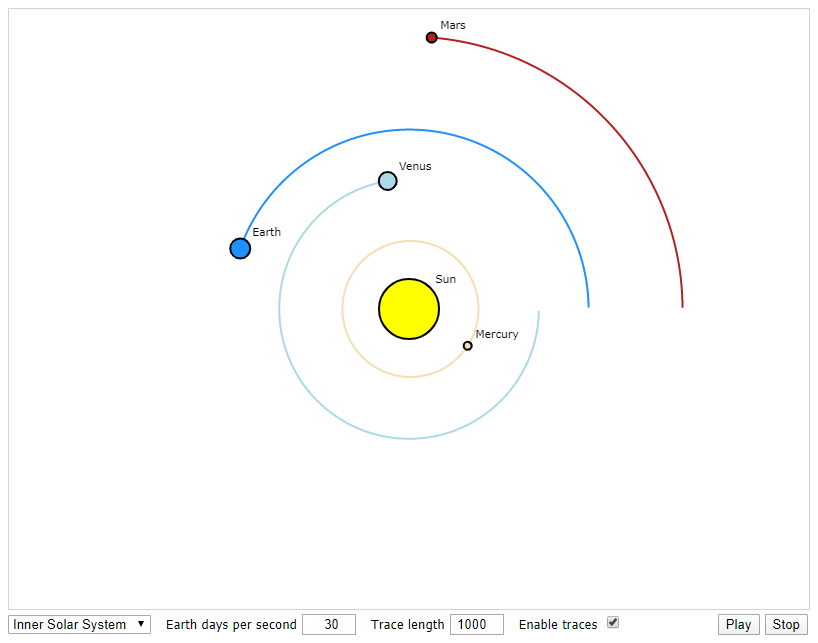 Mars
Venus
Earth
Sun
Mercury
Inner Solar System Earth days per second 30 Trace length 1000 Enable traces Play Stop